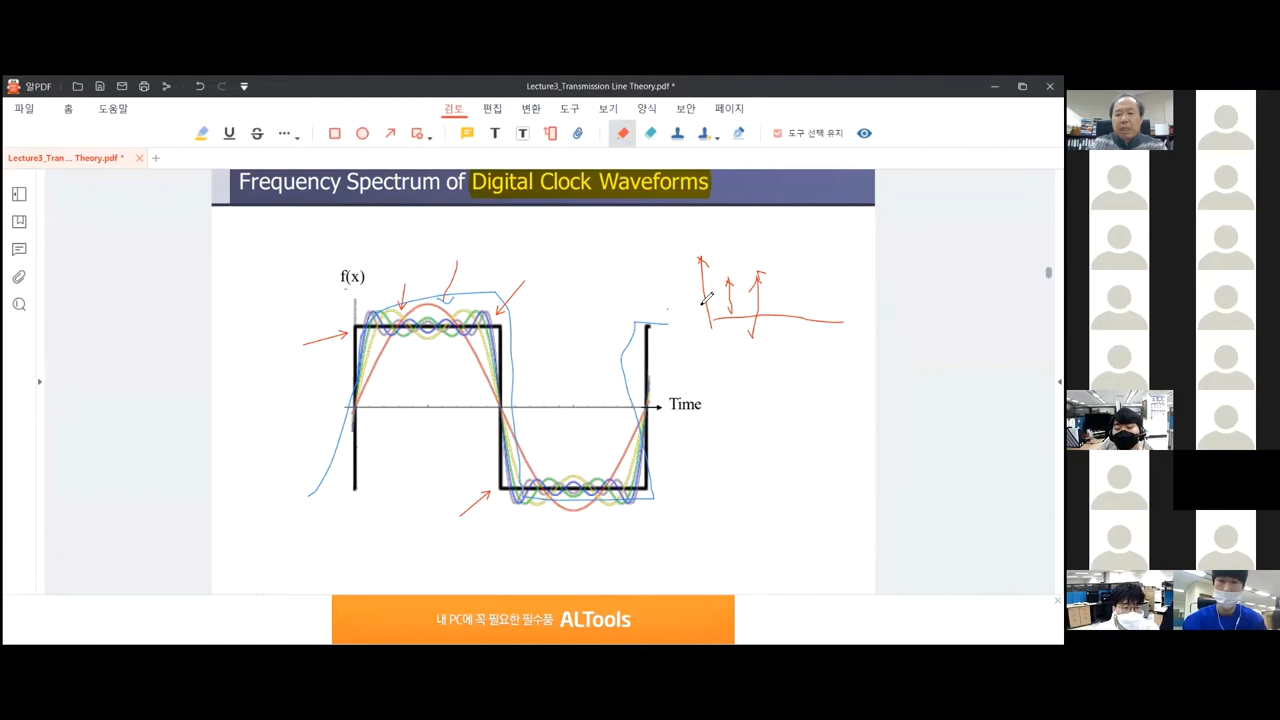 알PDF
Lecture3_Transmission Line Theory.pdf *
파일 홈 도움말 검토 편집 변환 도구 보기 양식 보안 페이지
도구 선택 유지
Lecture3_Tran... Theory.pdf *
Frequency Spectrum of Digital Clock Waveforms
f(x)
Time
내 PC에 꼭 필요한 필수품 ALTools